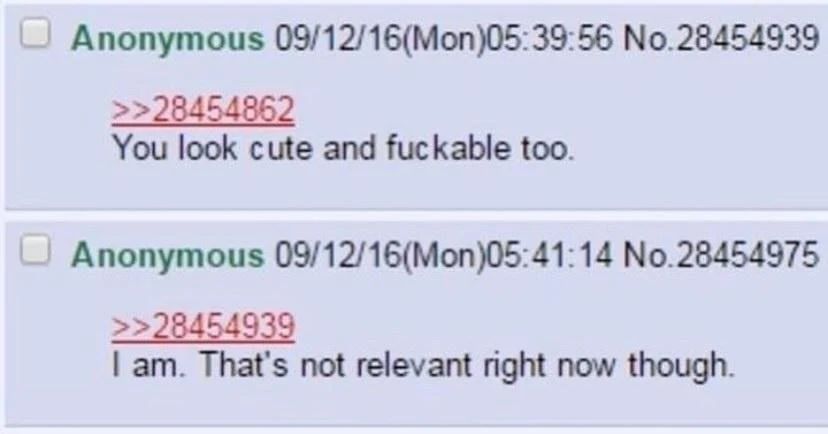 Anonymous 09/12/16(Mon)05:39:56 No.28454939
>>28454862
You look cute and fuckable too.
Anonymous 09/12/16(Mon)05:41:14 No.28454975
>>28454939
I am. That's not relevant right now though.